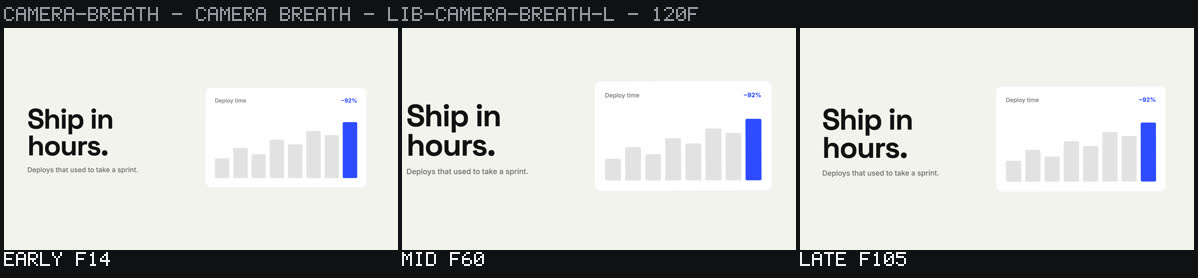 CAMERA-BREATH — CAMERA BREATH — LIB-CAMERA-BREATH-L — 120F
Ship in
hours.
Deploys that used to take a sprint.
Deploy time
−92%
Ship in
hours.
Deploys that used to take a sprint.
Deploy time
−92%
Ship in
hours.
Deploys that used to take a sprint.
Deploy time
−92%
EARLY F14
MID F60
LATE F105